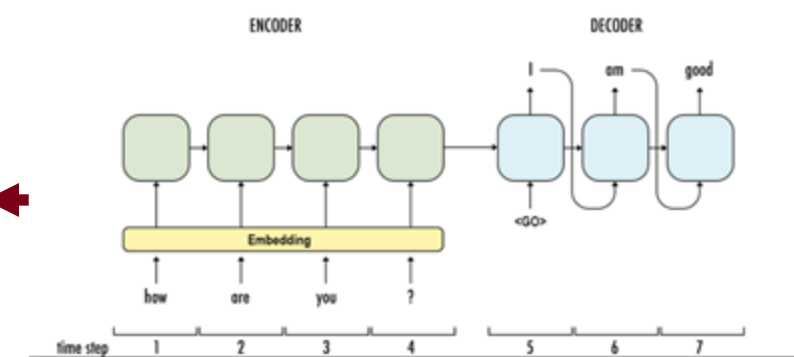 ENCODER DECODER
I am good
<GO>
Embedding
how are you ?
time step 1 2 3 4 5 6 7